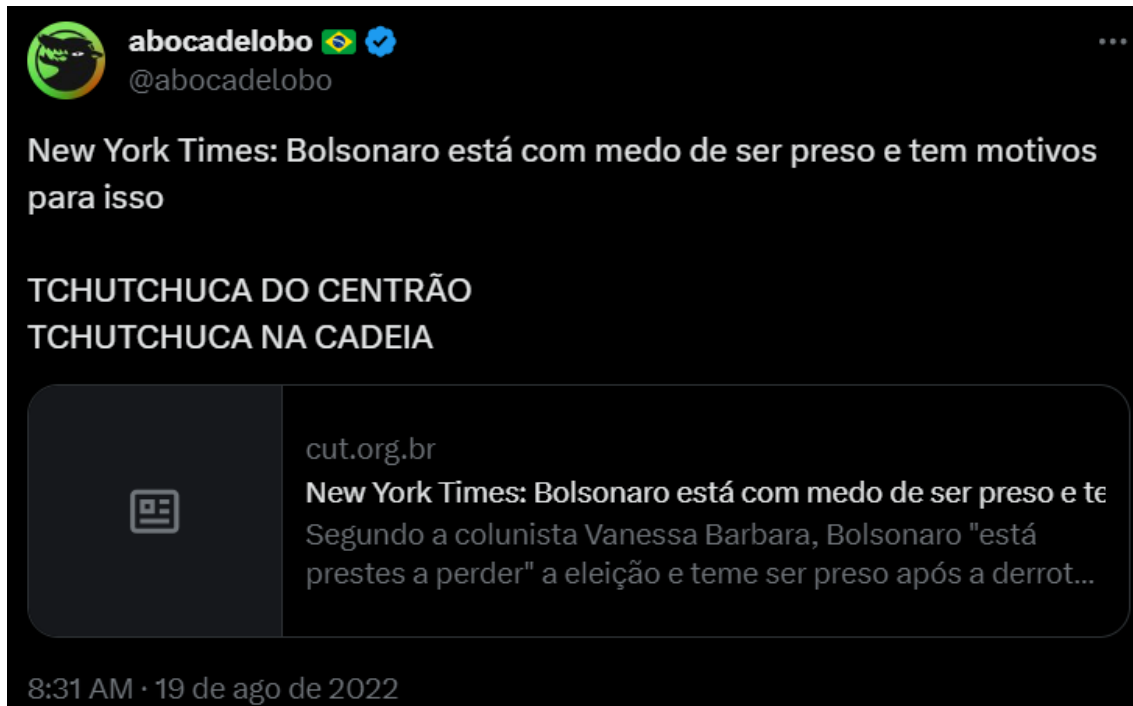 abocadelobo
@abocadelobo
New York Times: Bolsonaro está com medo de ser preso e tem motivos
para isso
TCHUTCHUCA DO CENTRÃO
TCHUTCHUCA NA CADEIA
cut.org.br
New York Times: Bolsonaro está com medo de ser preso e te
Segundo a colunista Vanessa Barbara, Bolsonaro "está
prestes a perder" a eleição e teme ser preso após a derrot...
8:31 AM · 19 de ago de 2022